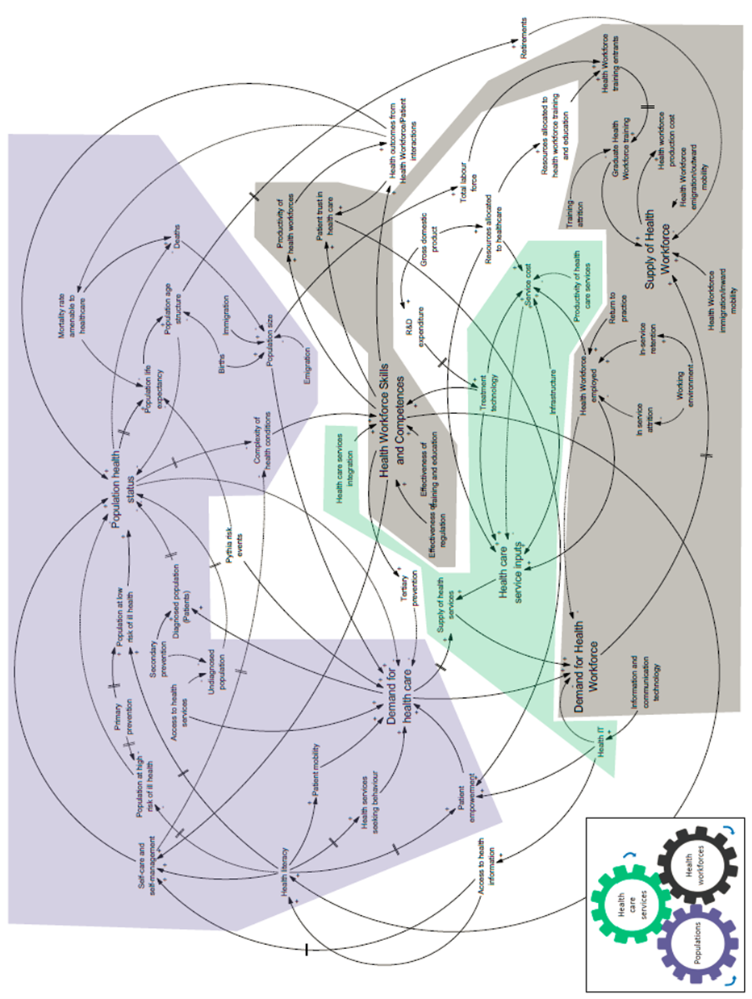 Retirements
Health Workforce
training entrants
Resources allocated to
health workforce training
and education
Graduate Health
Workforce training
Health workforce
production cost
Health Workforce
emigration/outward
mobility
Training
attrition
Supply of Health
Workforce
Health Workforce
immigration/inward
mobility
Return to
practice
In-service
retention
Health Workforce
employed
Working
environment
In service
attrition
Health outcomes from
Health Workforce/Patient
interactions
Total labour
force
Productivity of
health workforces
Patient trust in
health care
Gross domestic
product
Resources allocated
to healthcare
R&D
expenditure
Service cost
Productivity of health
care services
Treatment
technology
Infrastructure
Health Workforce Skills
and Competences
Effectiveness of
training and education
Effectiveness of
regulation
Health care services
integration
Health care
service inputs
Supply of health
services
Tertiary
prevention
Demand for Health
Workforce
Information and
communication
technology
Health IT
Mortality rate
amenable to
healthcare
Deaths
Population age
structure
Immigration
Population life
expectancy
Births
Population size
Emigration
Complexity of
health conditions
Population health
status
Pythia risk
events
Population at low
risk of ill health
Diagnosed population
(Patients)
Secondary
prevention
Undiagnosed
population
Primary
prevention
Access to health
services
Demand for
health care
Population at high
risk of ill health
Patient mobility
Health services
seeking behaviour
Patient
empowerment
Self-care and
self-management
Health literacy
Access to health
information
Health
care
services
Health
workforces
Populations